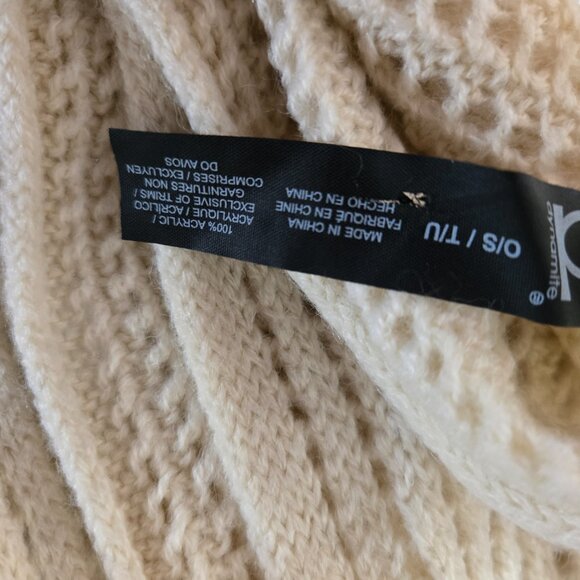 dynamite
®
O/S / T/U
MADE IN CHINA
FABRIQUE EN CHINE
HECHO EN CHINA
100% ACRYLIC /
ACRYLIQUE / ACRILICO
EXCLUSIVE OF TRIMS /
GARNITURES NON
COMPRISES / EXCLUYEN
DO AVIOS